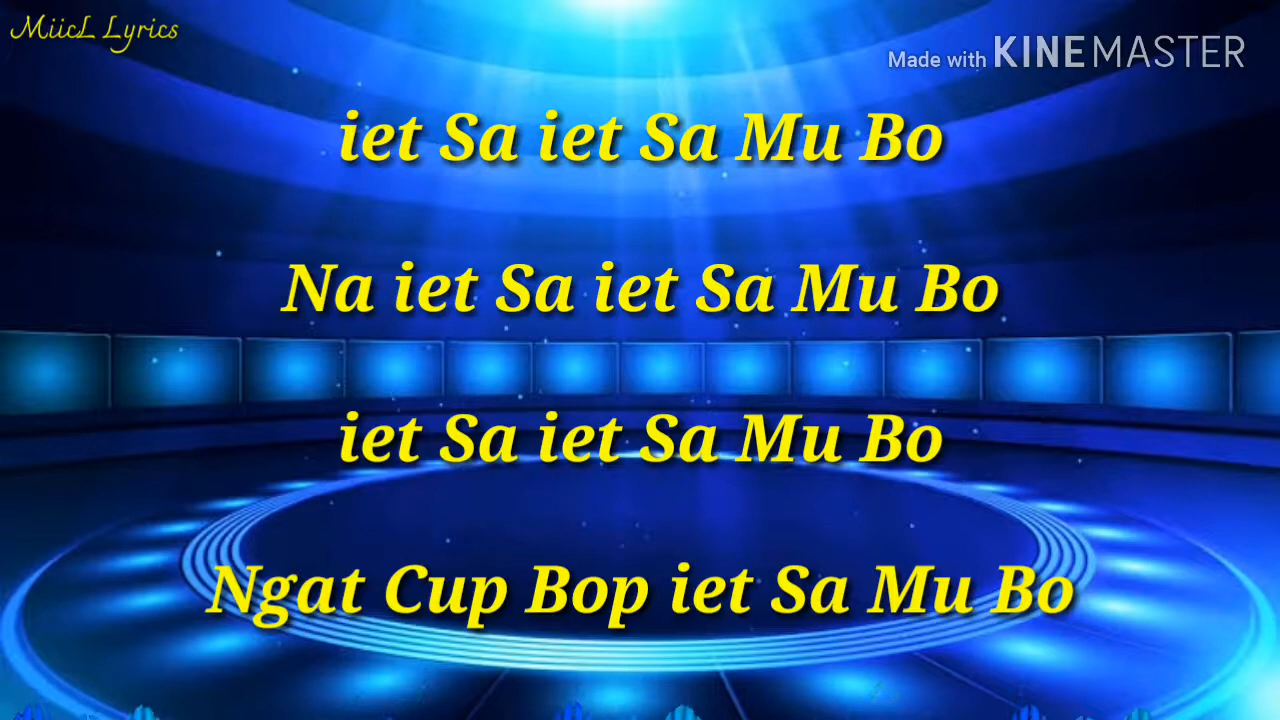 MiicL Lyrics
Made with KINEMASTER
iet Sa iet Sa Mu Bo
Na iet Sa iet Sa Mu Bo
iet Sa iet Sa Mu Bo
Ngat Cup Bop iet Sa Mu Bo